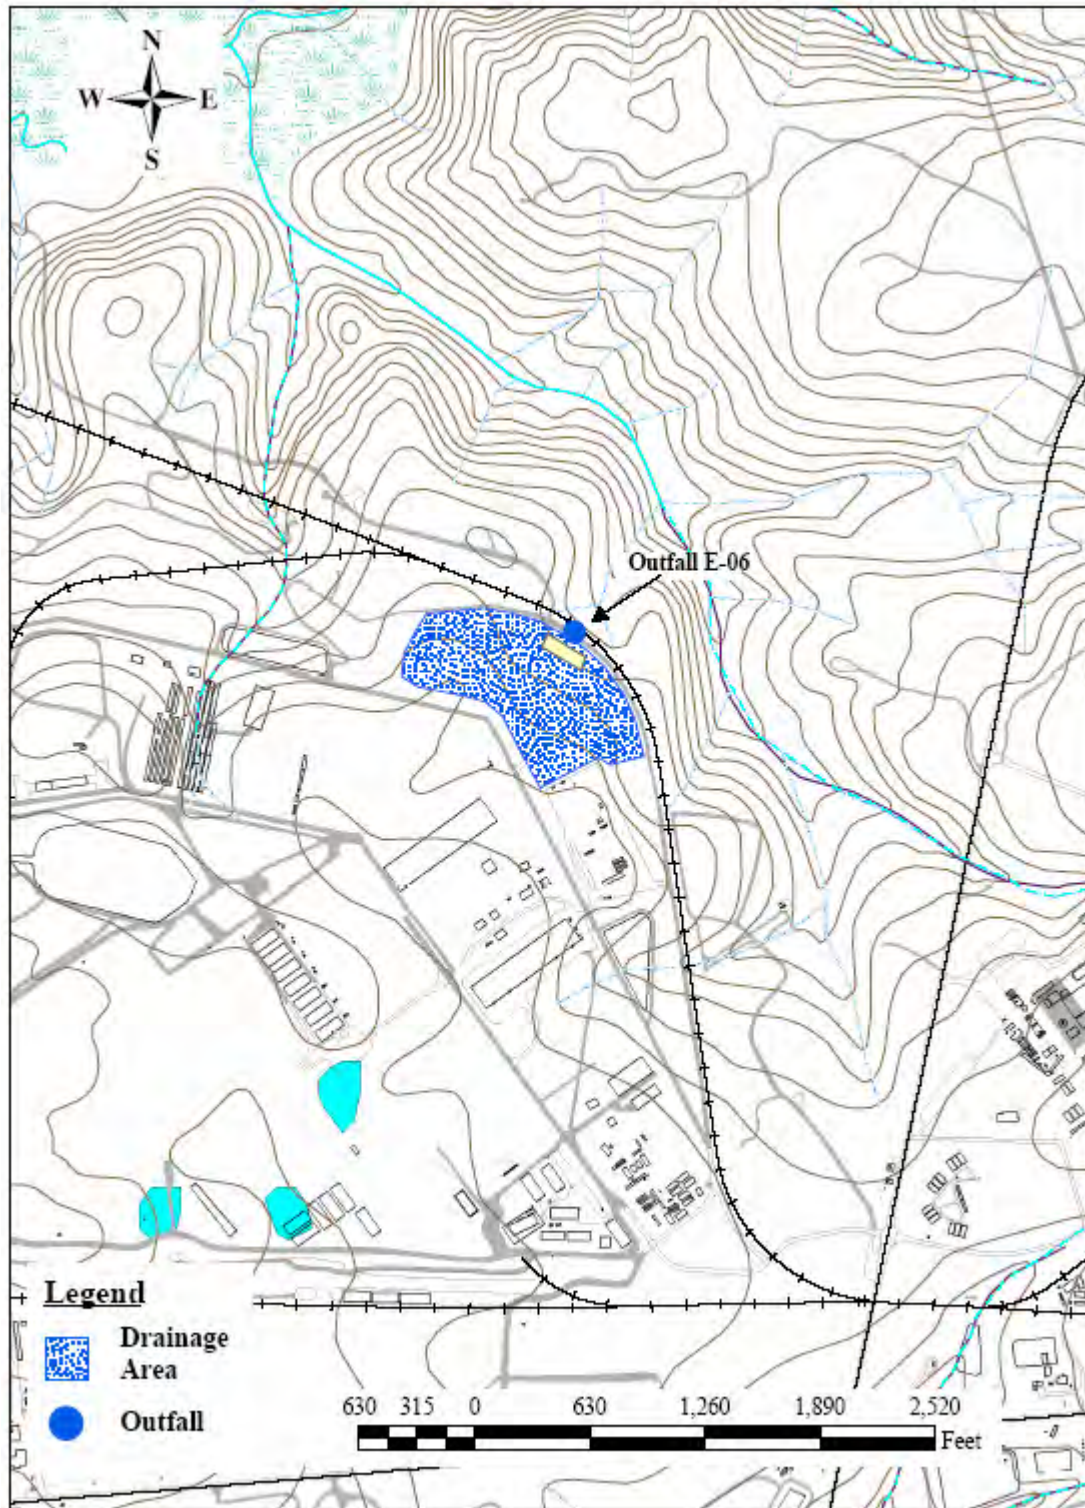 N
W E
S
Outfall E-06
Legend
Drainage
Area
Outfall
630 315 0 630 1,260 1,890 2,520
Feet